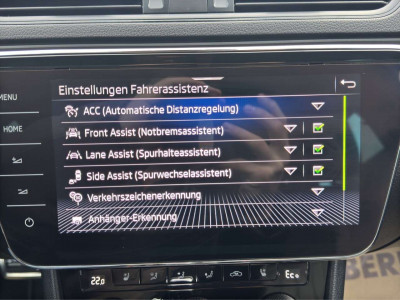 Einstellungen Fahrerassistenz
MENU
ACC (Automatische Distanzregelung)
HOME
Front Assist (Notbremsassistent)
Lane Assist (Spurhalteassistent)
Side Assist (Spurwechselassistent)
Verkehrszeichenerkennung
Anhänger-Erkennung
22.0